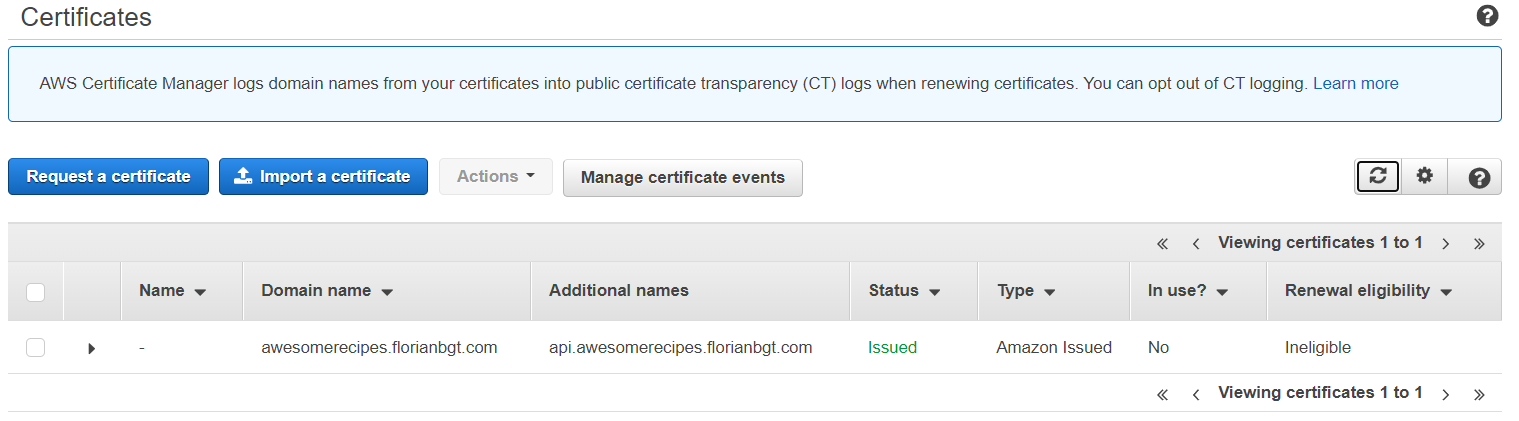 Certificates
AWS Certificate Manager logs domain names from your certificates into public certificate transparency (CT) logs when renewing certificates. You can opt out of CT logging. Learn more
Request a certificate Import a certificate Actions Manage certificate events
« ‹ Viewing certificates 1 to 1 › »
Name Domain name Additional names Status Type In use? Renewal eligibility
- awesomerecipes.florianbgt.com api.awesomerecipes.florianbgt.com Issued Amazon Issued No Ineligible
« ‹ Viewing certificates 1 to 1 › »